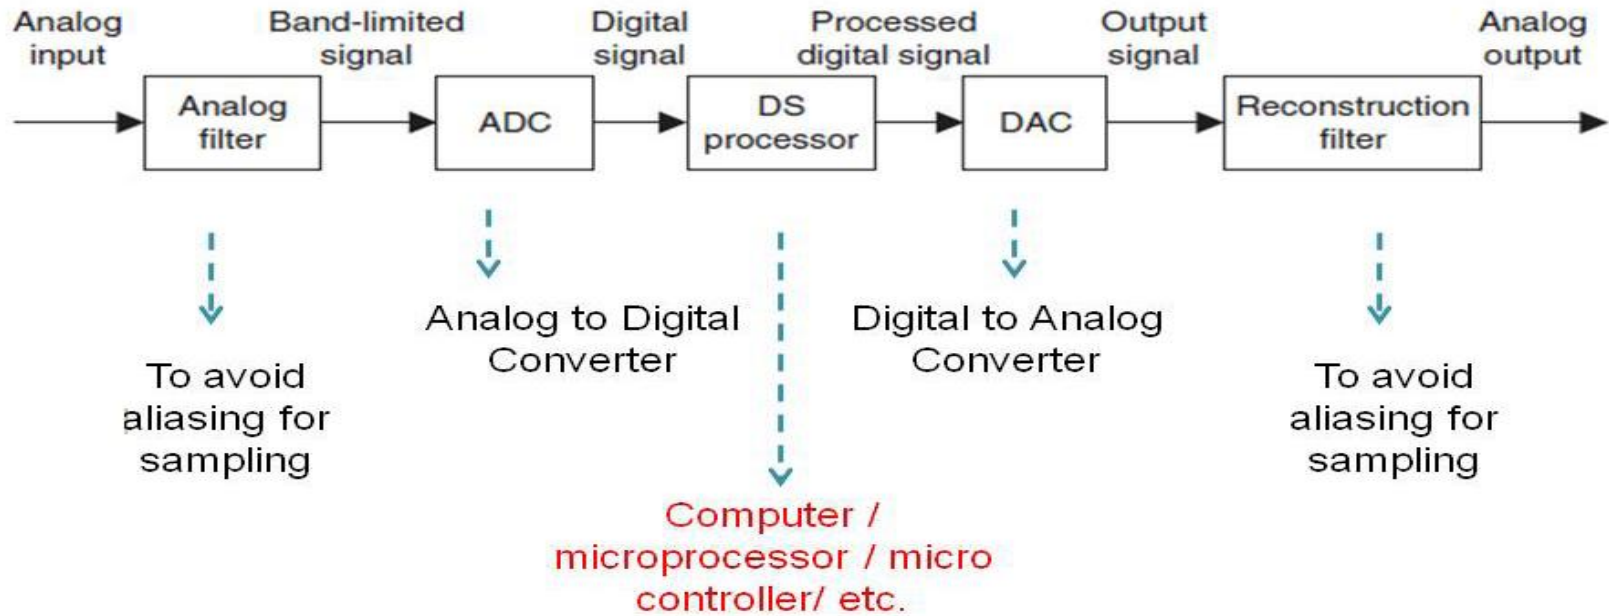 Analog
input
Band-limited
signal
Digital
signal
Processed
digital signal
Output
signal
Analog
output
Analog
filter
ADC
DS
processor
DAC
Reconstruction
filter
To avoid
aliasing for
sampling
Analog to Digital
Converter
Computer /
microprocessor / micro
controller/ etc.
Digital to Analog
Converter
To avoid
aliasing for
sampling